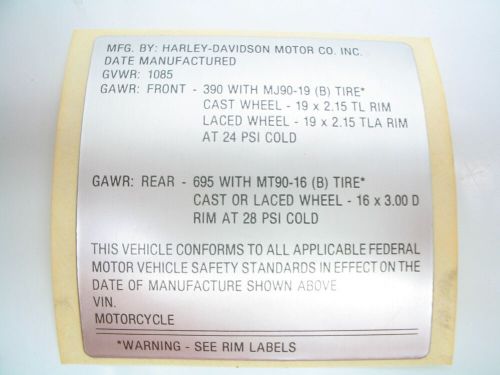 MFG. BY: HARLEY-DAVIDSON MOTOR CO. INC.
DATE MANUFACTURED
GVWR: 1085
GAWR: FRONT - 390 WITH MJ90-19 (B) TIRE*
CAST WHEEL - 19 x 2.15 TL RIM
LACED WHEEL - 19 x 2.15 TLA RIM
AT 24 PSI COLD
GAWR: REAR - 695 WITH MT90-16 (B) TIRE*
CAST OR LACED WHEEL - 16 x 3.00 D
RIM AT 28 PSI COLD
THIS VEHICLE CONFORMS TO ALL APPLICABLE FEDERAL
MOTOR VEHICLE SAFETY STANDARDS IN EFFECT ON THE
DATE OF MANUFACTURE SHOWN ABOVE
VIN.
MOTORCYCLE
*WARNING - SEE RIM LABELS